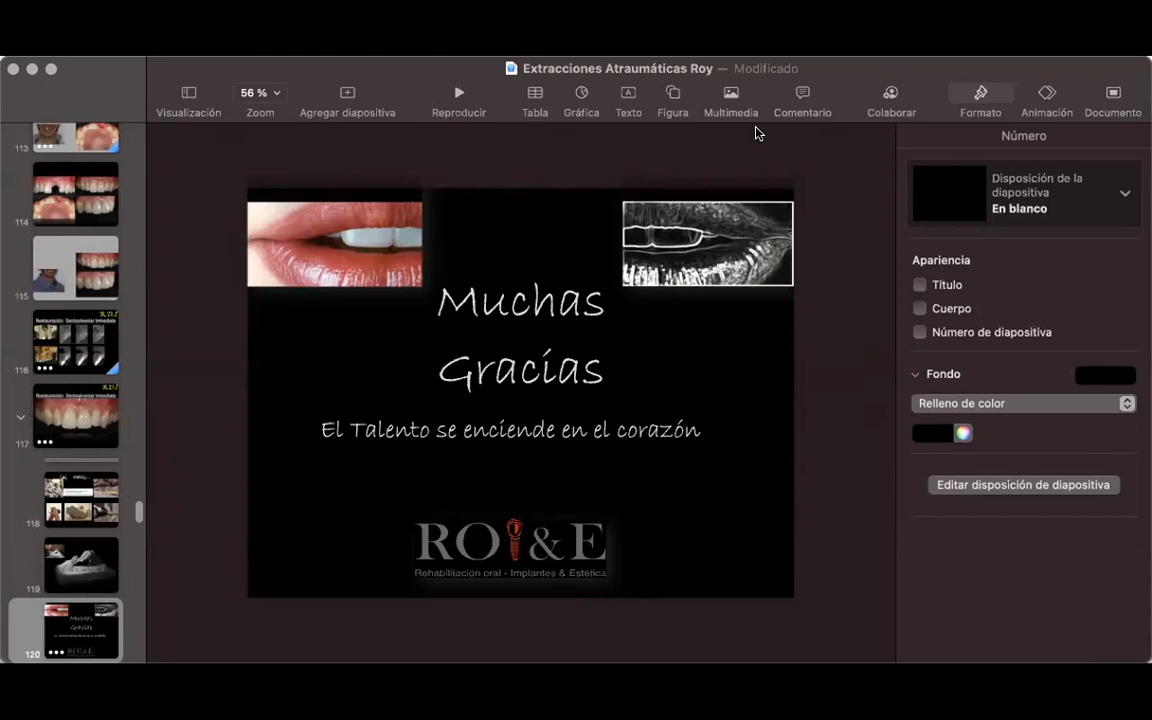 Extracciones Atraumáticas Roy — Modificado
56 %
Visualización
Zoom
Agregar diapositiva
Reproducir
Tabla
Gráfica
Texto
Figura
Multimedia
Comentario
Colaborar
Formato
Animación
Documento
113
114
115
116
117
118
119
120
Muchas
Gracias
El Talento se enciende en el corazón
RO&E
Rehabilitación oral - Implantes & Estética
Número
Disposición de la
diapositiva
En blanco
Apariencia
Título
Cuerpo
Número de diapositiva
Fondo
Relleno de color
Editar disposición de diapositiva